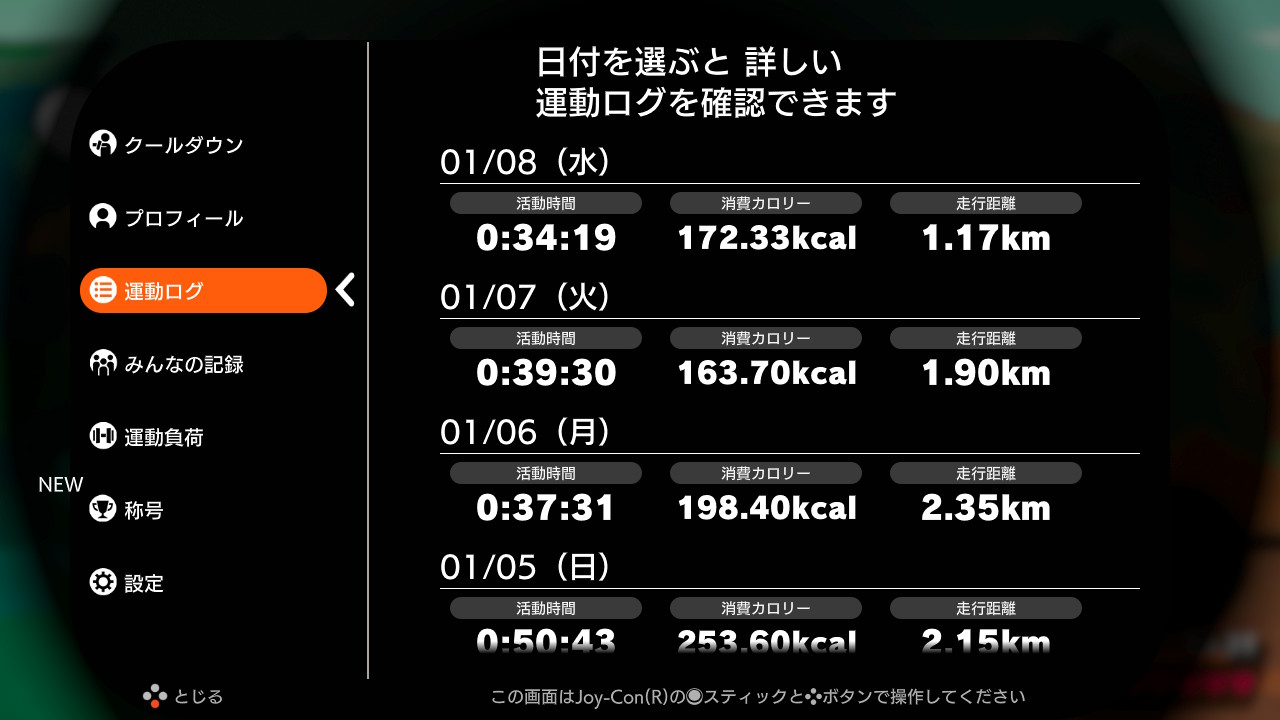 日付を選ぶと 詳しい
運動ログを確認できます
クールダウン
プロフィール
運動ログ
みんなの記録
運動負荷
NEW
称号
設定
01/08（水）
活動時間 消費カロリー 走行距離
0:34:19 172.33kcal 1.17km
01/07（火）
活動時間 消費カロリー 走行距離
0:39:30 163.70kcal 1.90km
01/06（月）
活動時間 消費カロリー 走行距離
0:37:31 198.40kcal 2.35km
01/05（日）
活動時間 消費カロリー 走行距離
0:50:43 253.60kcal 2.15km
とじる
この画面はJoy-Con(R)のスティックとボタンで操作してください